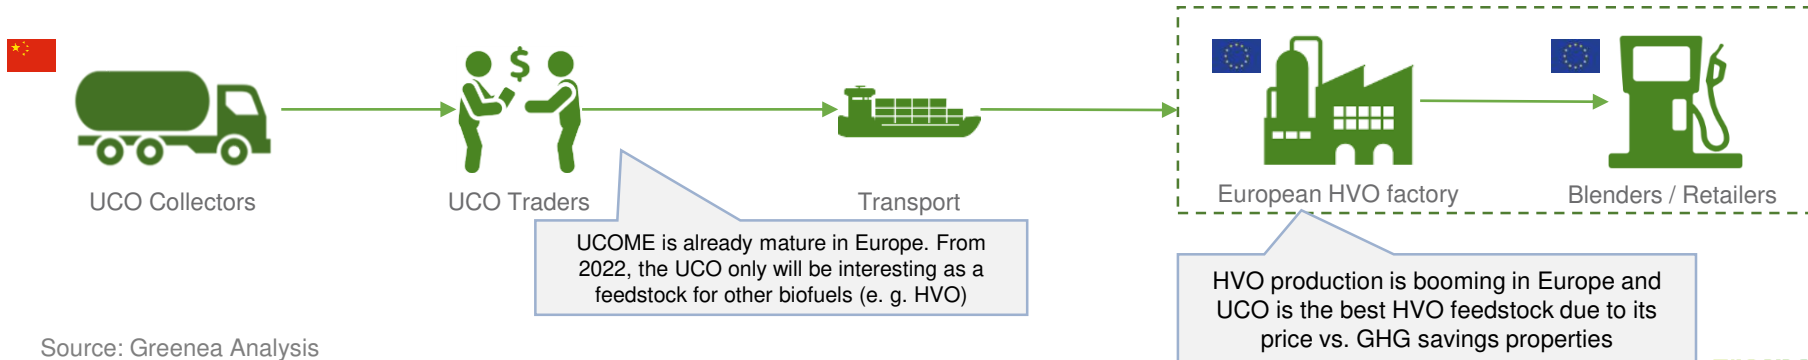 $
UCO Collectors
UCO Traders
Transport
European HVO factory
Blenders / Retailers
UCOME is already mature in Europe. From
2022, the UCO only will be interesting as a
feedstock for other biofuels (e. g. HVO)
HVO production is booming in Europe and
UCO is the best HVO feedstock due to its
price vs. GHG savings properties
Source: Greenea Analysis